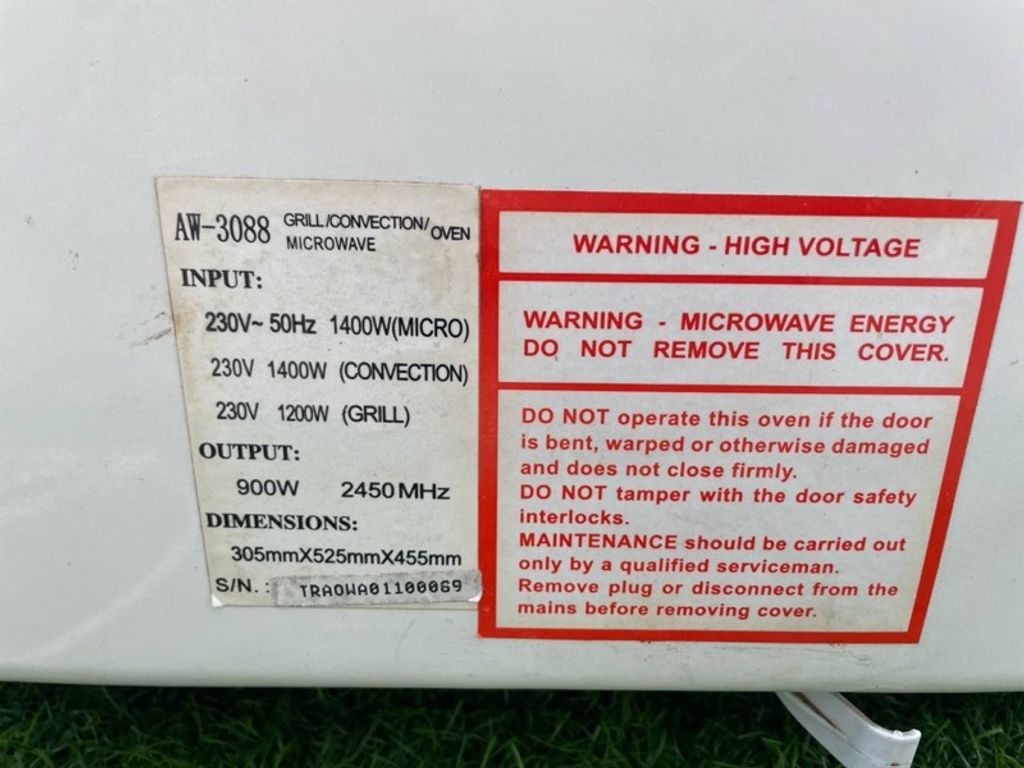 AW-3088 GRILL/CONVECTION/ OVEN
MICROWAVE
INPUT:
230V~ 50Hz 1400W(MICRO)
230V 1400W (CONVECTION)
230V 1200W (GRILL)
OUTPUT:
900W 2450MHz
DIMENSIONS:
305mmX525mmX455mm
S/N. : TRAOWA01100069
WARNING - HIGH VOLTAGE
WARNING - MICROWAVE ENERGY
DO NOT REMOVE THIS COVER.
DO NOT operate this oven if the door
is bent, warped or otherwise damaged
and does not close firmly.
DO NOT tamper with the door safety
interlocks.
MAINTENANCE should be carried out
only by a qualified serviceman.
Remove plug or disconnect from the
mains before removing cover.